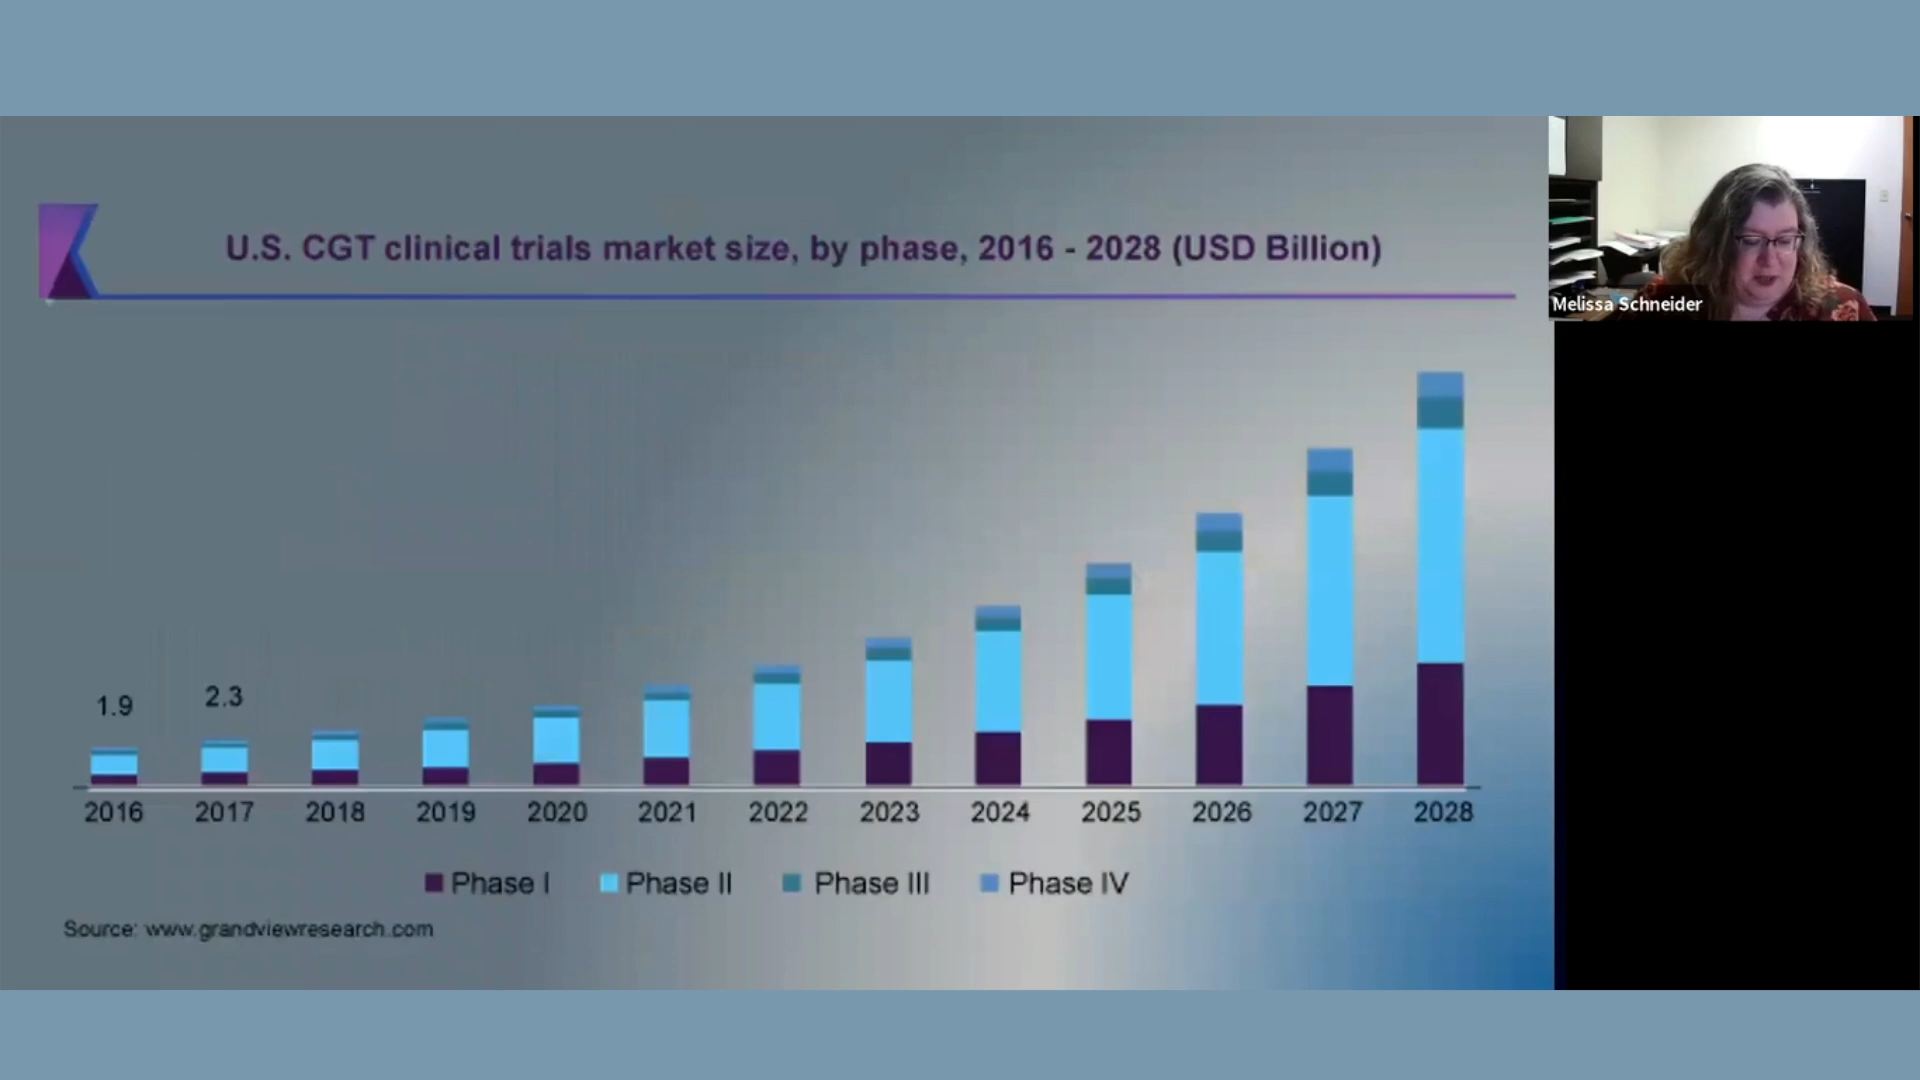 U.S. CGT clinical trials market size, by phase, 2016 - 2028 (USD Billion)
Melissa Schneider
1.9 2.3
2016 2017 2018 2019 2020 2021 2022 2023 2024 2025 2026 2027 2028
Phase I Phase II Phase III Phase IV
Source: www.grandviewresearch.com